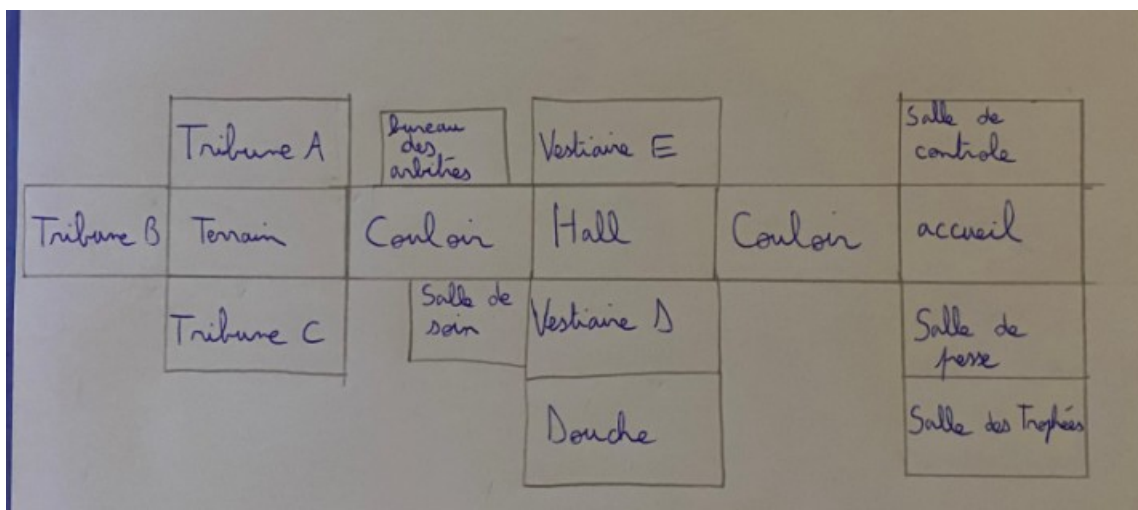 Tribune A
bureau
des
arbitres
Vestiaire E
Salle de
controle
Tribune B
Terrain
Couloir
Hall
Couloir
accueil
Tribune C
Salle de
soin
Vestiaire D
Salle de
presse
Douche
Salle des Trophées